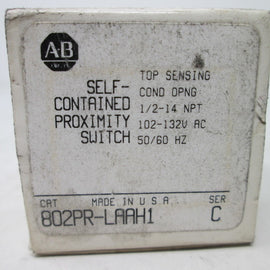 AB
SELF-
CONTAINED
PROXIMITY
SWITCH
TOP SENSING
COND OPNG
1/2-14 NPT
102-132V AC
50/60 HZ
CAT
MADE IN U S A
SER
802PR-LAAH1
C